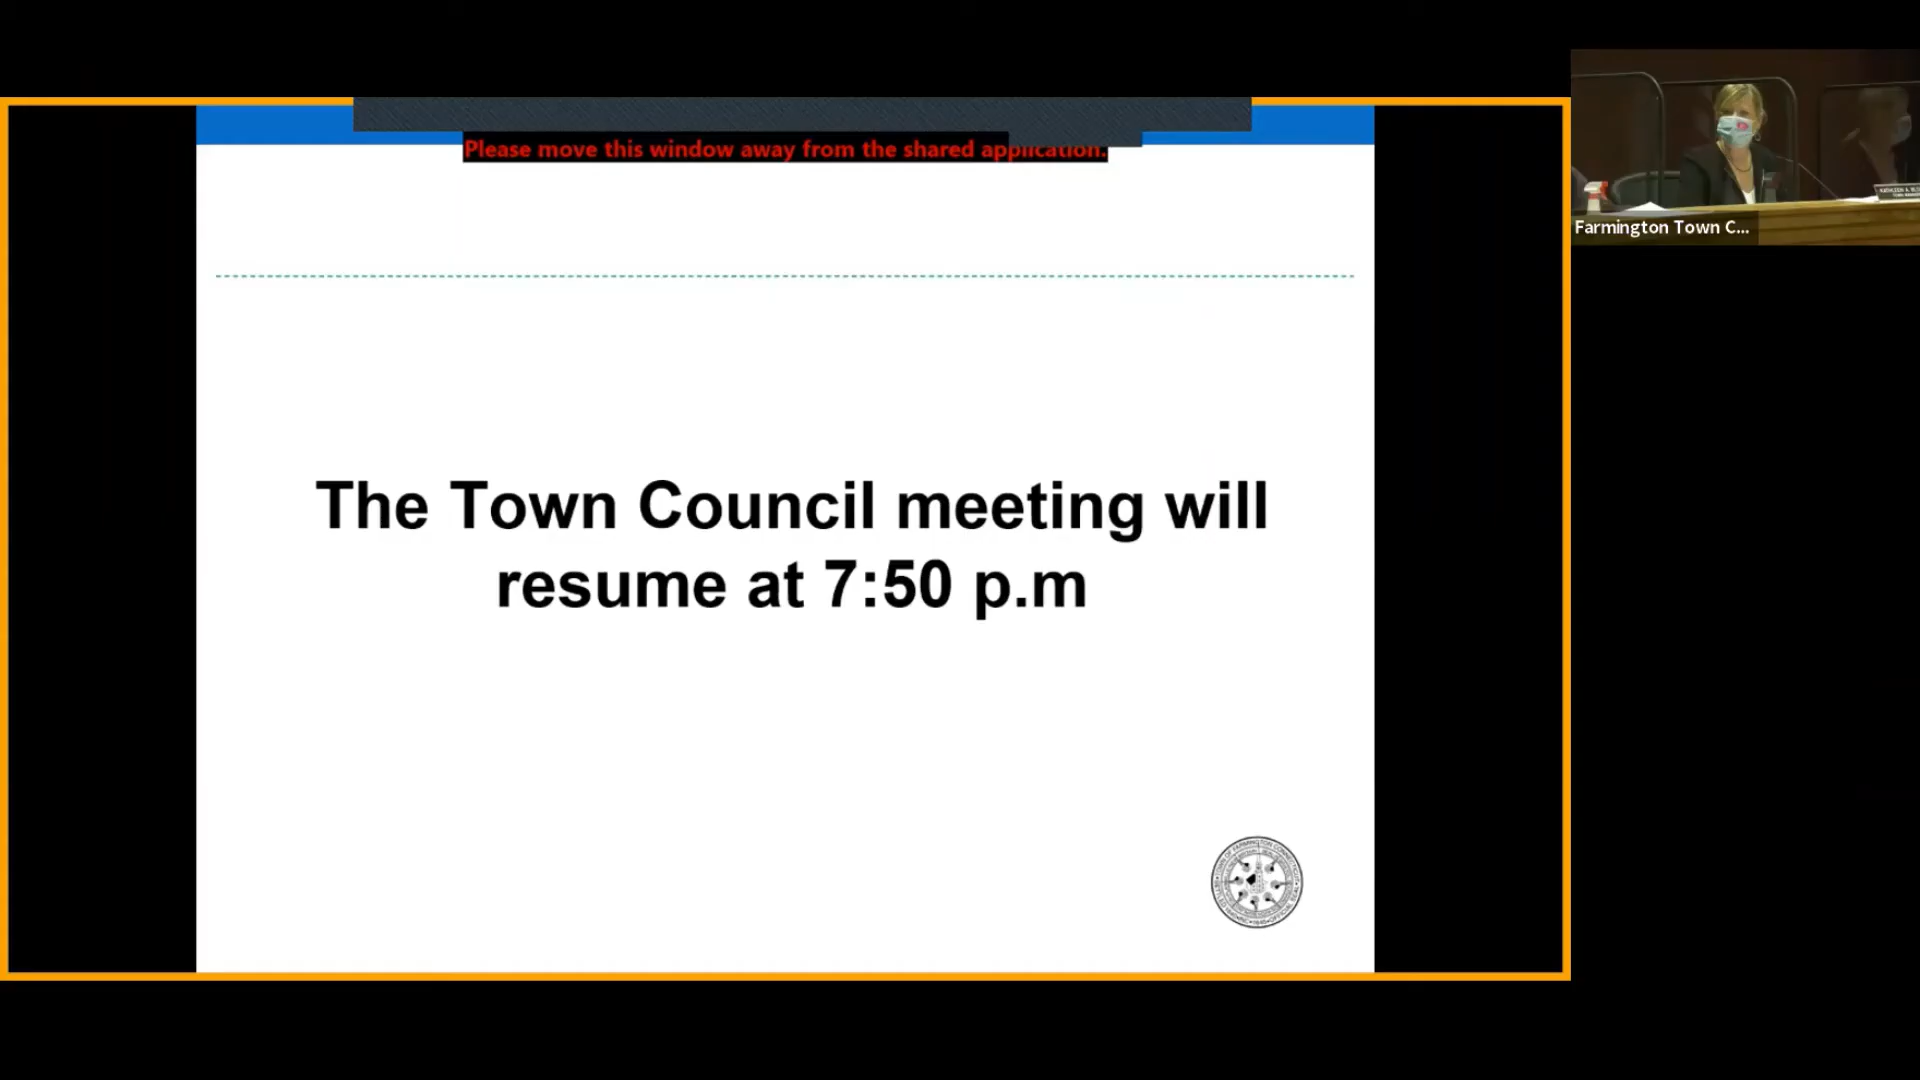 Please move this window away from the shared application.
Farmington Town C...
The Town Council meeting will
resume at 7:50 p.m